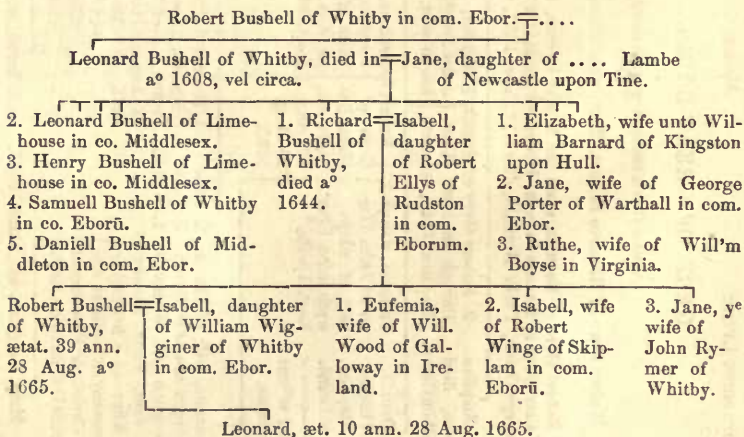 Robert Bushell of Whitby in com. Ebor.=....
Leonard Bushell of Whitby, died in=Jane, daughter of .... Lambe
aº 1608, vel circa.
of Newcastle upon Tine.
2. Leonard Bushell of Lime-
house in co. Middlesex.
3. Henry Bushell of Lime-
house in co. Middlesex.
4. Samuell Bushell of Whitby
in co. Eborū.
5. Daniell Bushell of Mid-
dleton in com. Ebor.
1. Richard=
Bushell of
Whitby,
died aº
1644.
Isabell,
daughter
of Robert
Ellys of
Rudston
in com.
Eborum.
1. Elizabeth, wife unto Wil-
liam Barnard of Kingston
upon Hull.
2. Jane, wife of George
Porter of Warthall in com.
Ebor.
3. Ruthe, wife of Will'm
Boyse in Virginia.
Robert Bushell=
of Whitby,
ætat. 39 ann.
28 Aug. aº
1665.
Isabell, daughter
of William Wig-
giner of Whitby
in com. Ebor.
1. Eufemia,
wife of Will.
Wood of Gal-
loway in Ire-
land.
2. Isabell, wife
of Robert
Winge of Skip-
lam in com.
Eborū.
3. Jane, yᵉ
wife of
John Ry-
mer of
Whitby.
Leonard, æt. 10 ann. 28 Aug. 1665.